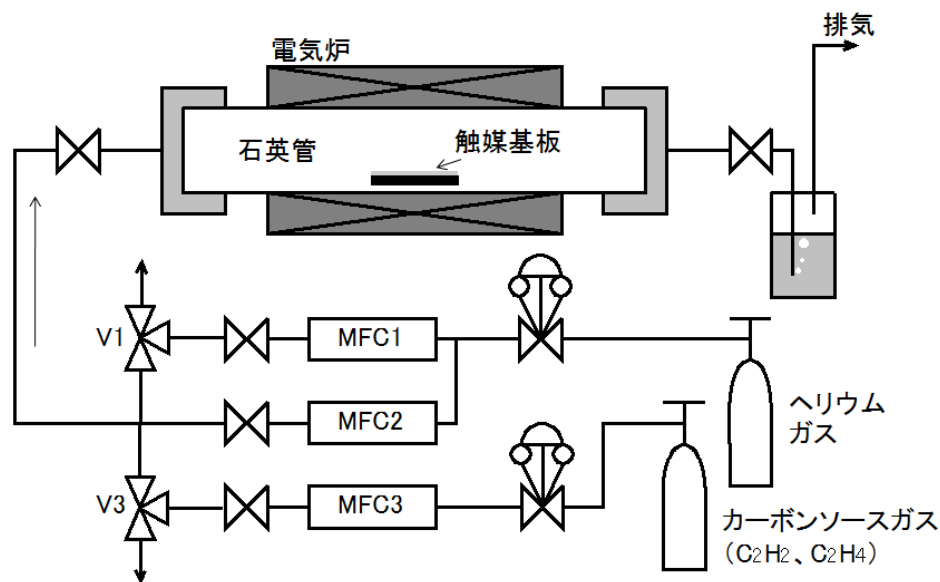 排気
電気炉
石英管
触媒基板
V1
MFC1
MFC2
V3
MFC3
ヘリウム
ガス
カーボンソースガス
(C2H2、C2H4)